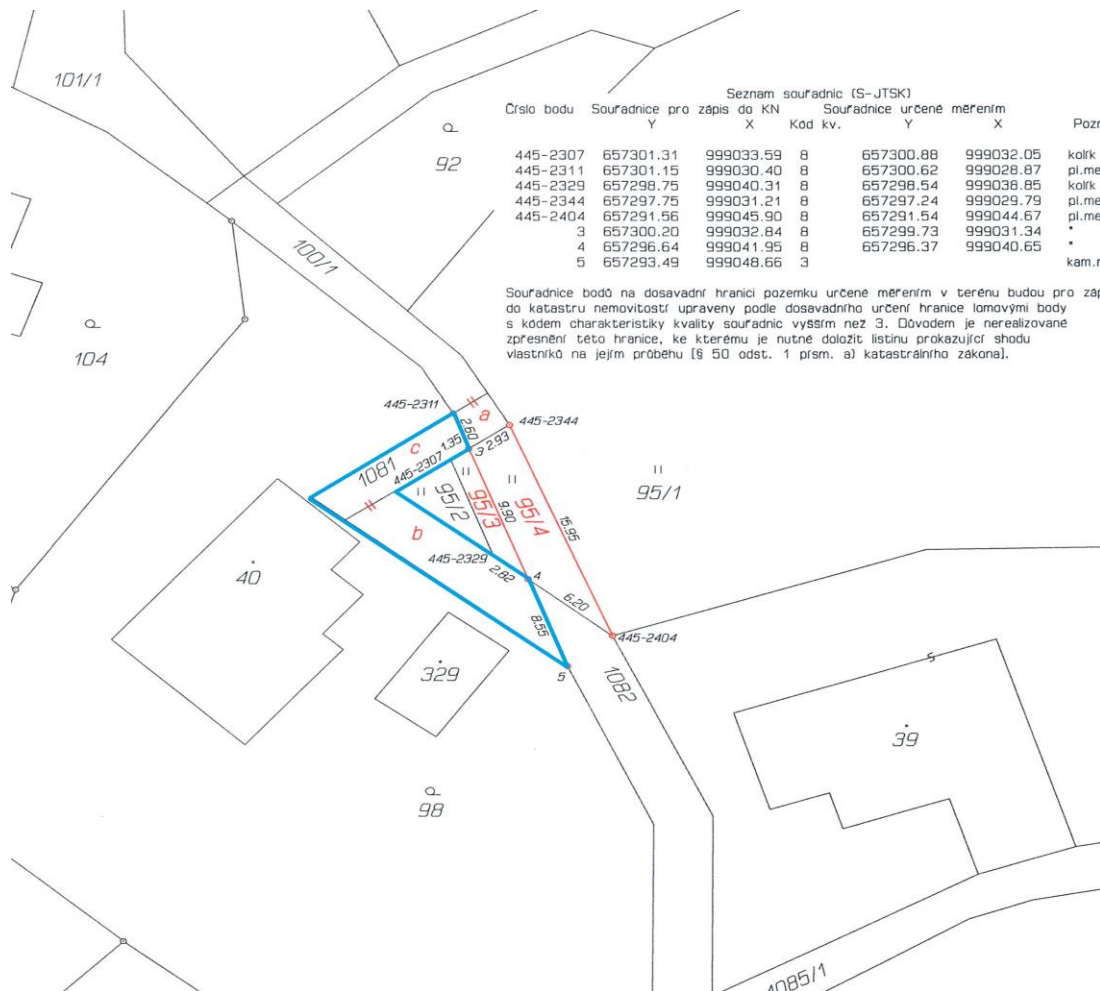 Seznam souřadnic (S-JTSK)
Číslo bodu Souřadnice pro zápis do KN Souřadnice určené měřením
Y X Kód kv. Y X Pozn
445-2307 657301.31 999033.59 8 657300.88 999032.05 kolík
445-2311 657301.15 999030.40 8 657300.62 999028.87 pl.me
445-2329 657298.75 999040.31 8 657298.54 999038.85 kolík
445-2344 657297.75 999031.21 8 657297.24 999029.79 pl.me
445-2404 657291.56 999045.90 8 657291.54 999044.67 pl.me
3 657300.20 999032.84 8 657299.73 999031.34 "
4 657296.64 999041.95 8 657296.37 999040.65 "
5 657293.49 999048.66 3 kam.
Souřadnice bodů na dosavadní hranici pozemku určené měřením v terénu budou pro záp
do katastru nemovitostí upraveny podle dosavadního určení hranice lomovými body
s kódem charakteristiky kvality souřadnic vyšším než 3. Důvodem je nerealizované
zpřesnění této hranice, ke kterému je nutné doložit listinu prokazující shodu
vlastníků na jejím průběhu [§ 50 odst. 1 písm. a) katastrálního zákona].
101/1
92
100/1
104
445-2311
a
445-2344
2.60
c
1.35
3
2.93
1081
445-2307
95/2
95/3
9.90
95/4
15.95
95/1
b
445-2329
2.82
4
6.20
40
8.55
445-2404
329
5
1082
39
98
1085/1